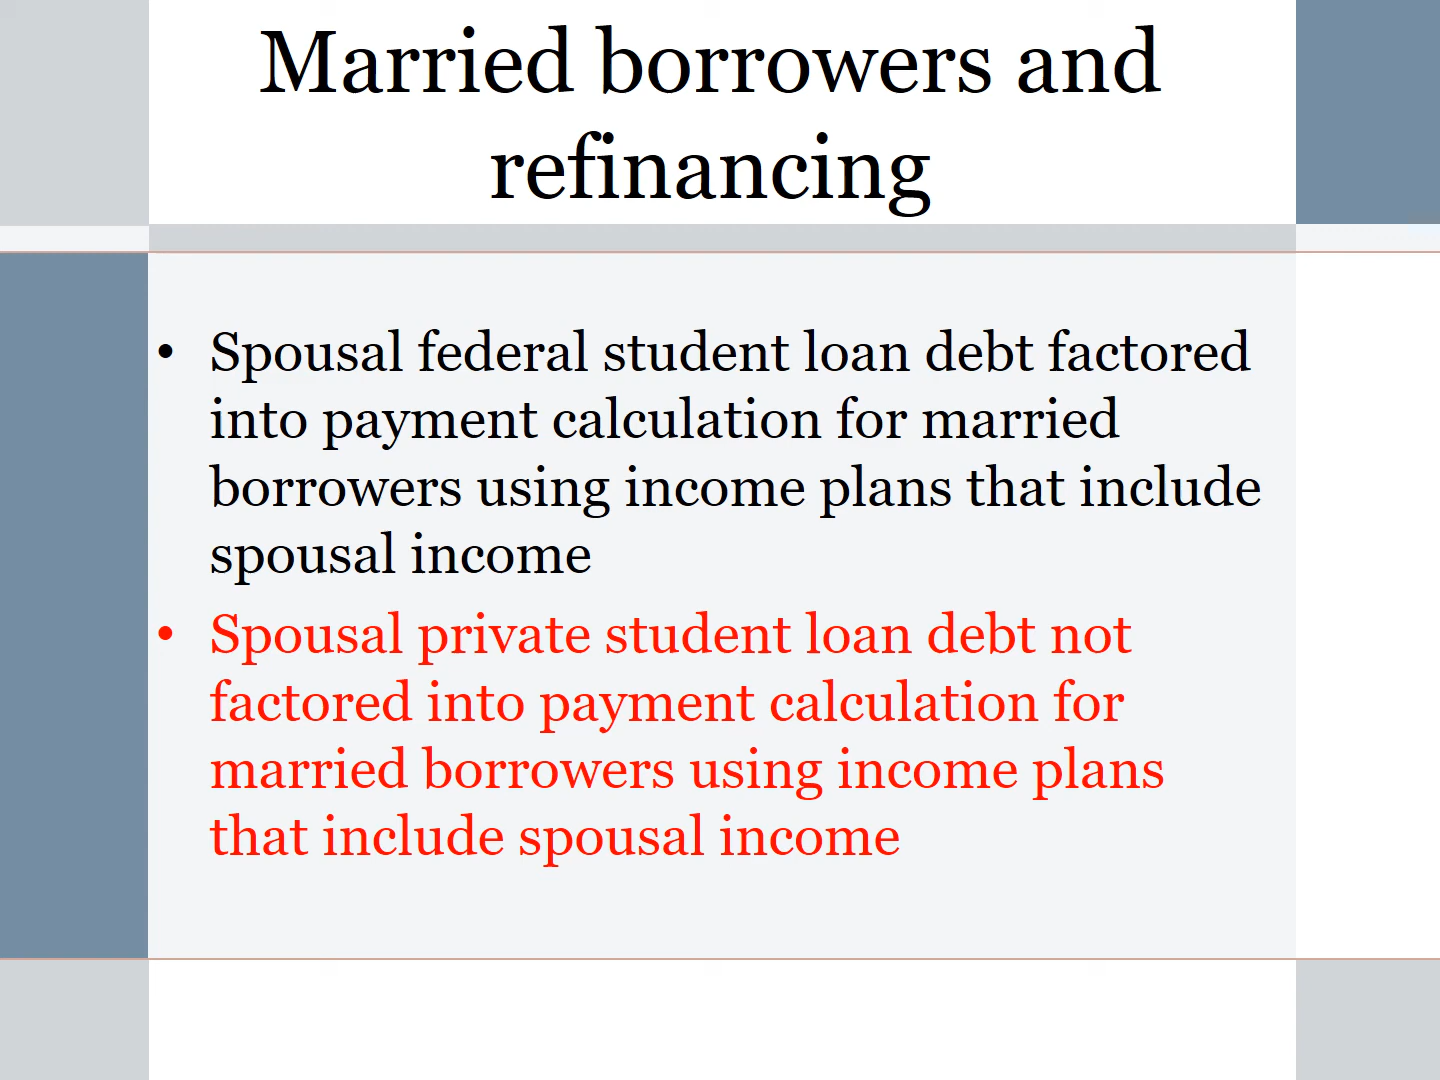 Married borrowers and
refinancing
• Spousal federal student loan debt factored
into payment calculation for married
borrowers using income plans that include
spousal income
• Spousal private student loan debt not
factored into payment calculation for
married borrowers using income plans
that include spousal income